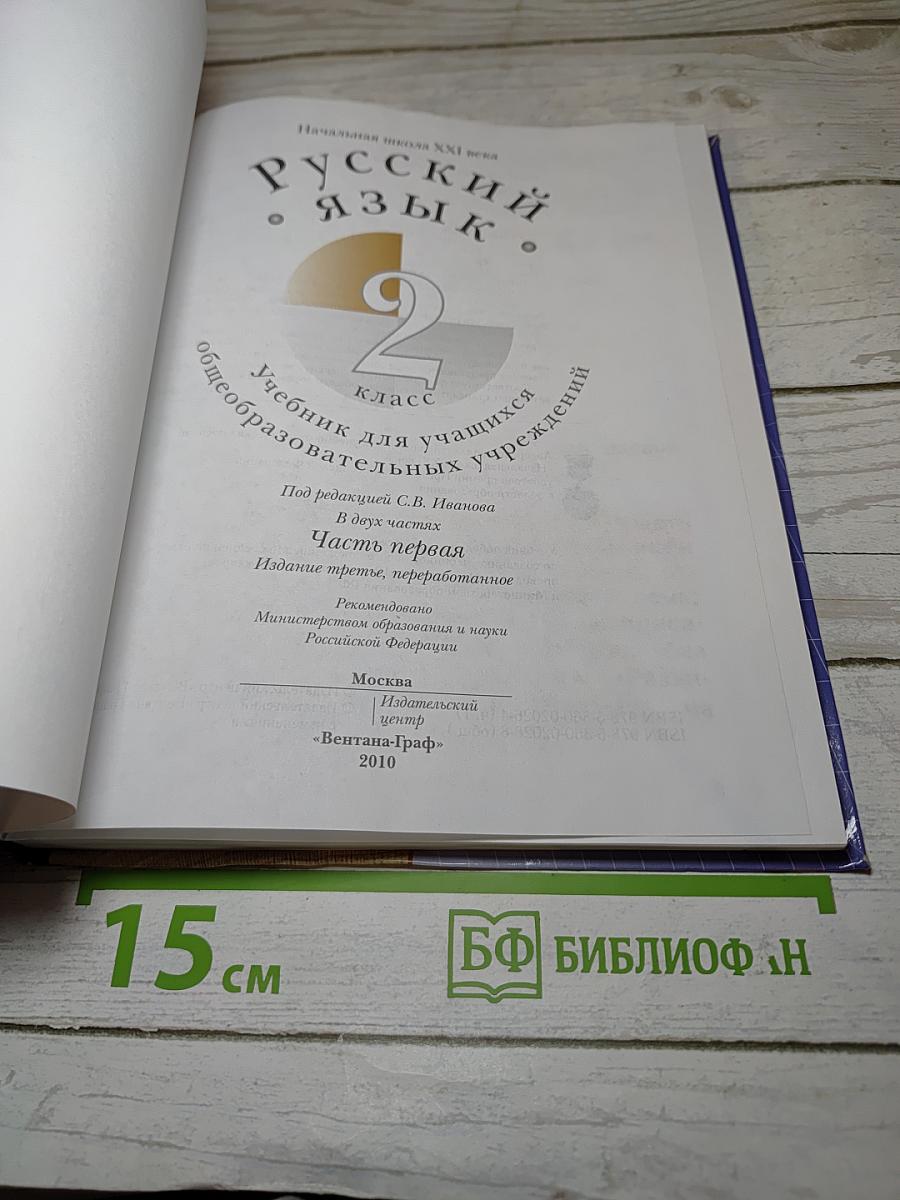 Начальная школа XXI века
Русский
язык
2
класс
Учебник для учащихся
общеобразовательных учреждений
Под редакцией С.В. Иванова
В двух частях
Часть первая
Издание третье, переработанное
Рекомендовано
Министерством образования и науки
Российской Федерации
Москва
Издательский
центр
«Вентана-Граф»
2010
15 см
БФ БИБЛИОФ